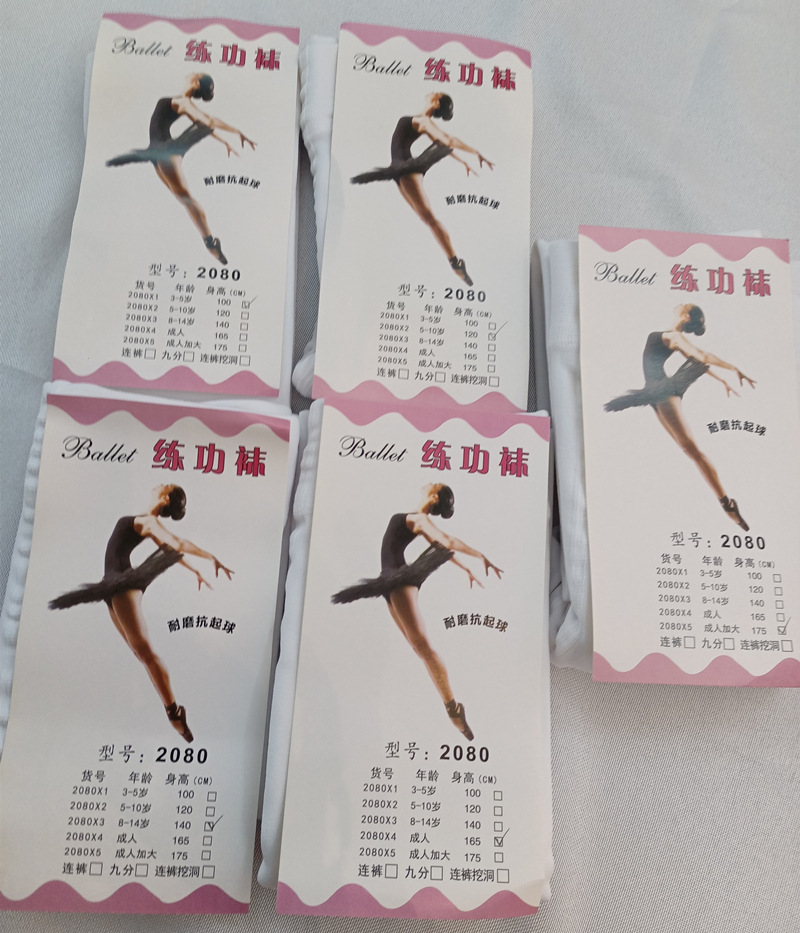 Ballet 练功袜
耐磨抗起球
型号：2080
货号 年龄 身高(CM)
2080X1 3-5岁 100 ☑
2080X2 5-10岁 120 □
2080X3 8-14岁 140 □
2080X4 成人 165 □
2080X5 成人加大 175 □
连裤□ 九分□ 连裤挖洞□
Ballet 练功袜
耐磨抗起球
型号：2080
货号 年龄 身高(CM)
2080X1 3-5岁 100 □
2080X2 5-10岁 120 ☑
2080X3 8-14岁 140 □
2080X4 成人 165 □
2080X5 成人加大 175 □
连裤□ 九分□ 连裤挖洞□
Ballet 练功袜
耐磨抗起球
型号：2080
货号 年龄 身高(CM)
2080X1 3-5岁 100 □
2080X2 5-10岁 120 □
2080X3 8-14岁 140 □
2080X4 成人 165 □
2080X5 成人加大 175 ☑
连裤□ 九分□ 连裤挖洞□
Ballet 练功袜
耐磨抗起球
型号：2080
货号 年龄 身高(CM)
2080X1 3-5岁 100 □
2080X2 5-10岁 120 □
2080X3 8-14岁 140 ☑
2080X4 成人 165 □
2080X5 成人加大 175 □
连裤□ 九分□ 连裤挖洞□
Ballet 练功袜
耐磨抗起球
型号：2080
货号 年龄 身高(CM)
2080X1 3-5岁 100 □
2080X2 5-10岁 120 □
2080X3 8-14岁 140 □
2080X4 成人 165 ☑
2080X5 成人加大 175 □
连裤□ 九分□ 连裤挖洞□